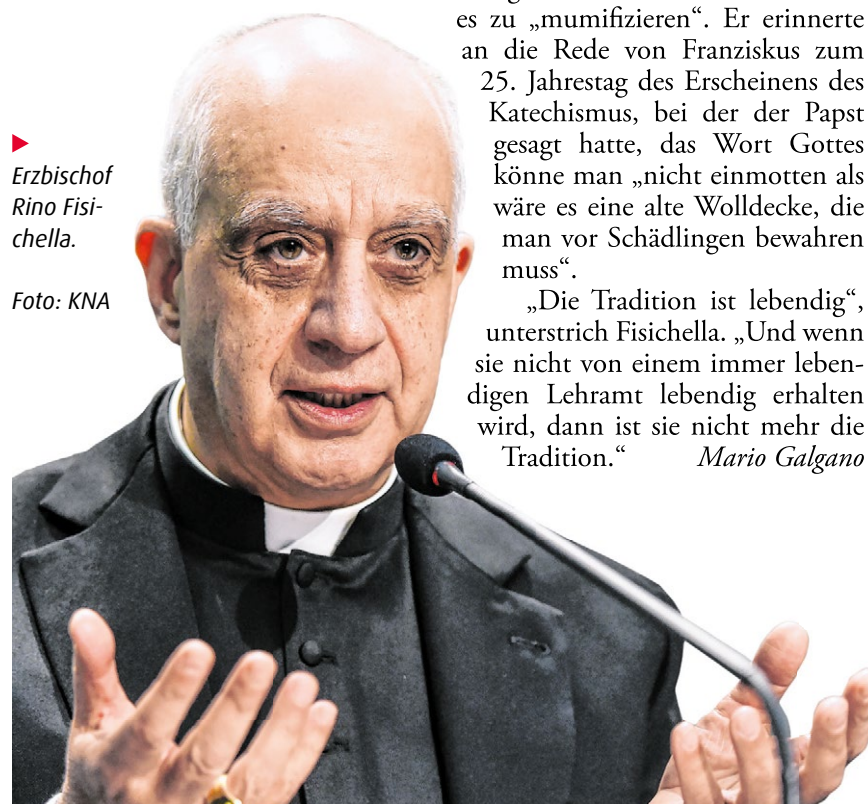 es zu „mumifizieren“. Er erinnerte
an die Rede von Franziskus zum
25. Jahrestag des Erscheinens des
Katechismus, bei der der Papst
gesagt hatte, das Wort Gottes
könne man „nicht einmotten als
wäre es eine alte Wolldecke, die
man vor Schädlingen bewahren
muss“.
„Die Tradition ist lebendig“,
unterstrich Fisichella. „Und wenn
sie nicht von einem immer leben-
digen Lehramt lebendig erhalten
wird, dann ist sie nicht mehr die
Tradition.“ Mario Galgano
Erzbischof
Rino Fisi-
chella.
Foto: KNA